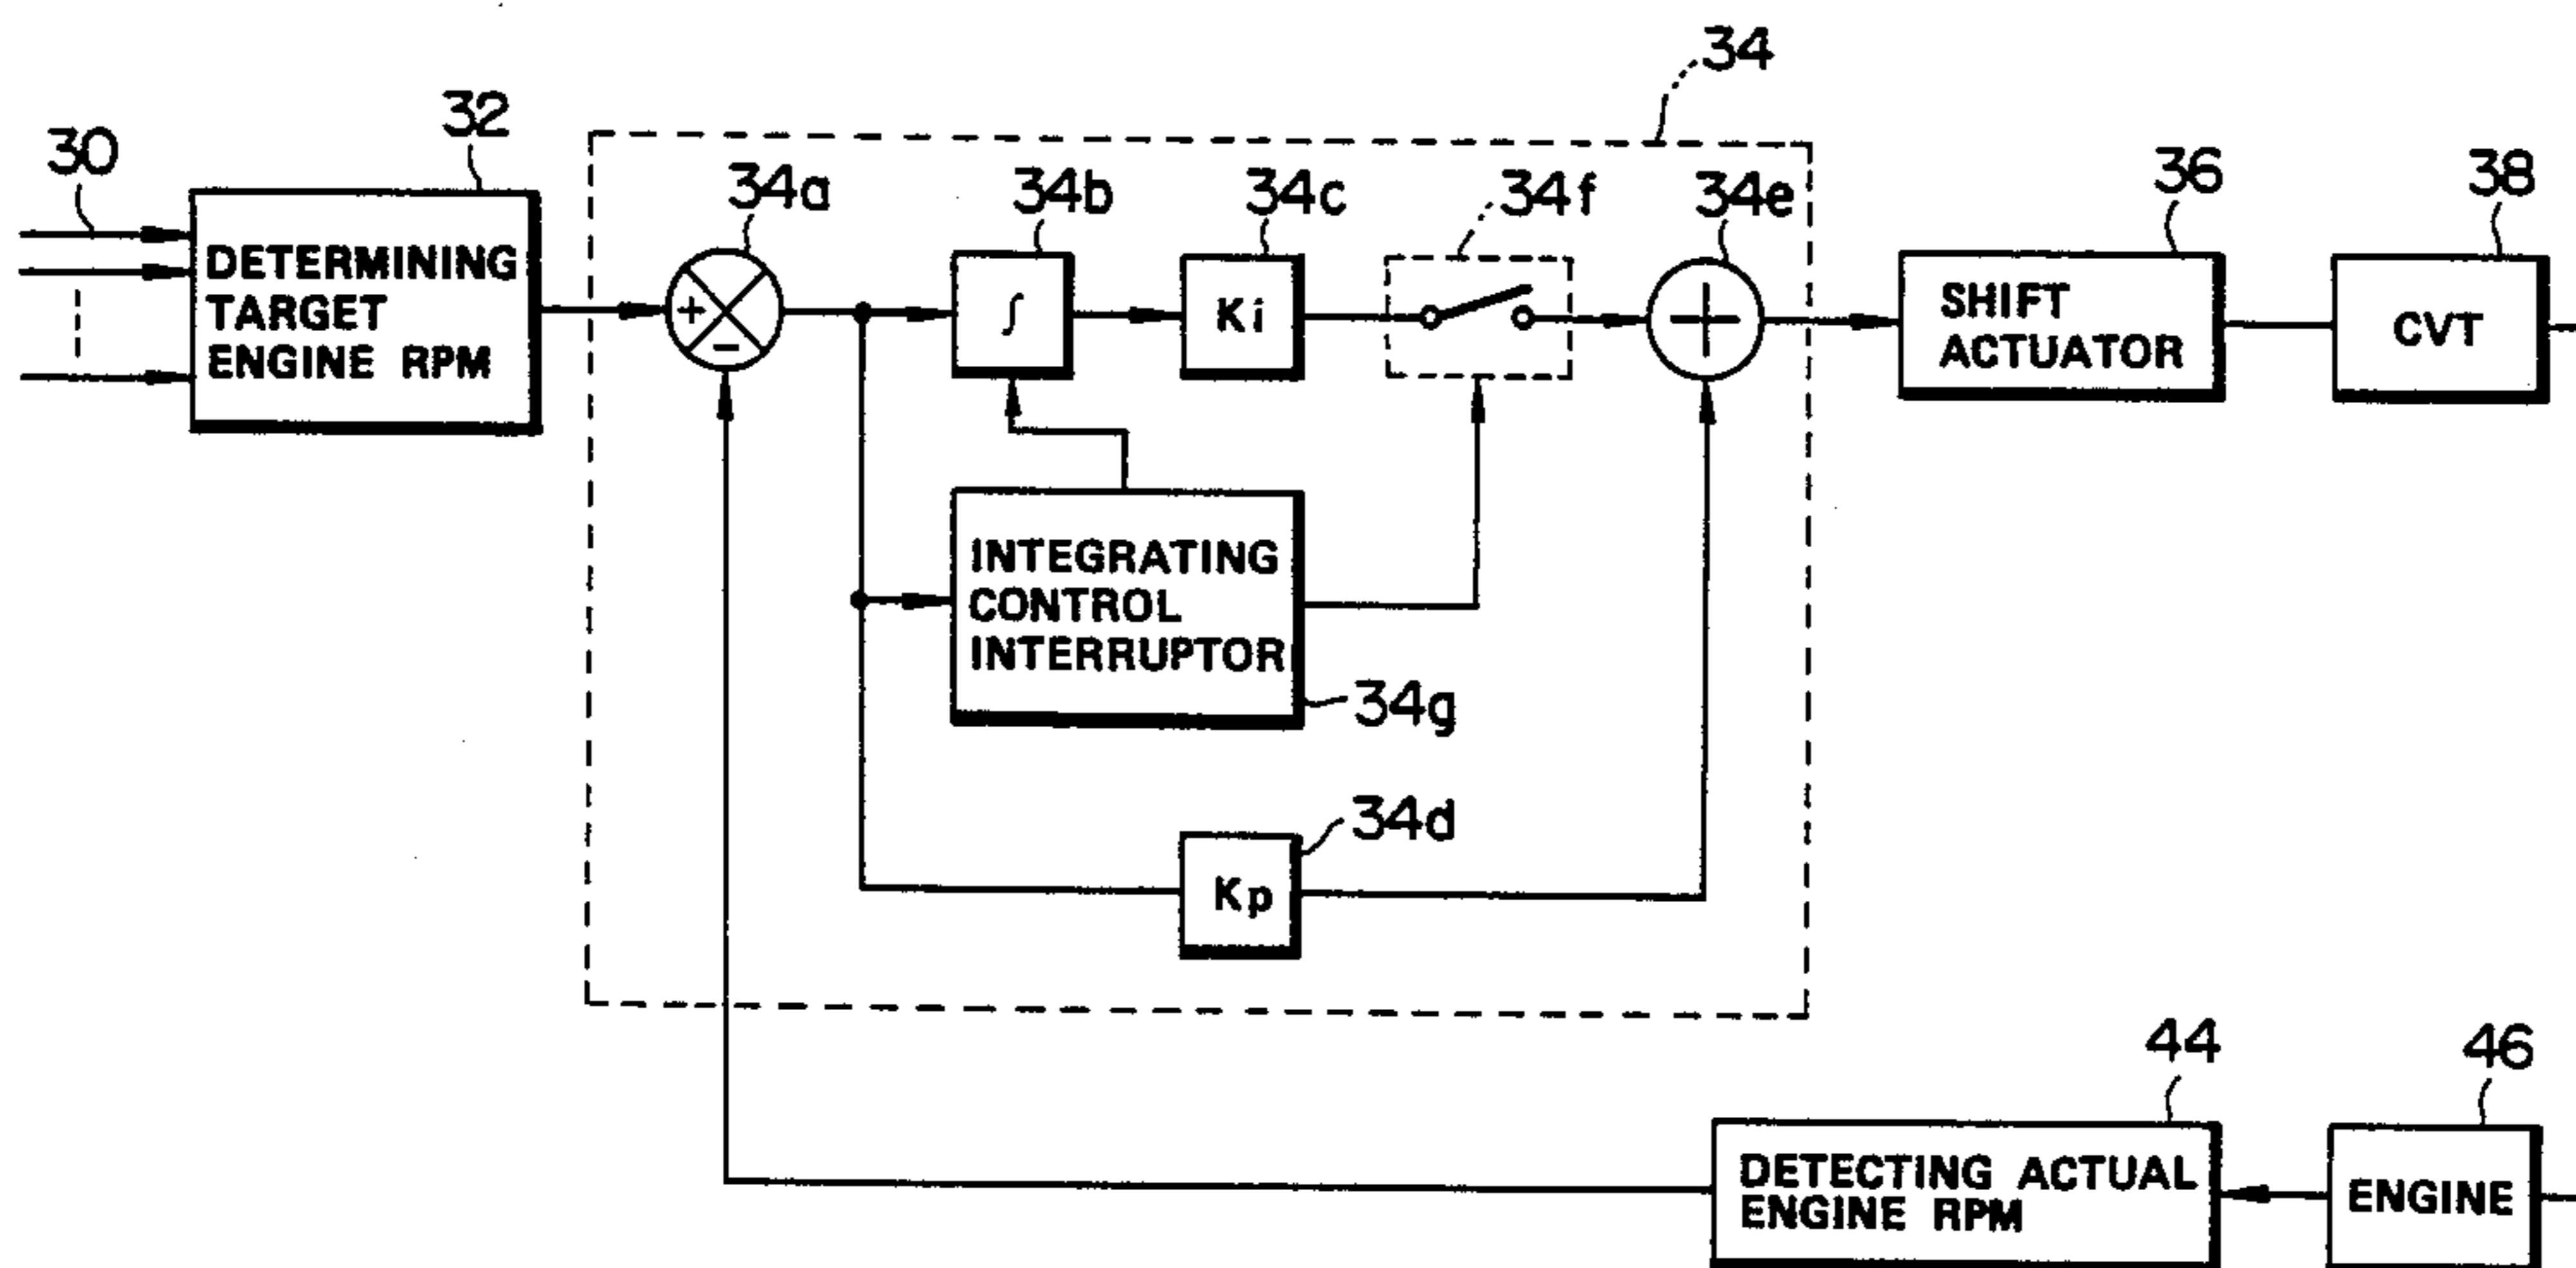 34
32
30
34a
34b
34c
34f
34e
36
38
DETERMINING
TARGET
ENGINE RPM
+
-
∫
Ki
+
SHIFT
ACTUATOR
CVT
INTEGRATING
CONTROL
INTERRUPTOR
34g
34d
Kp
44
46
DETECTING ACTUAL
ENGINE RPM
ENGINE